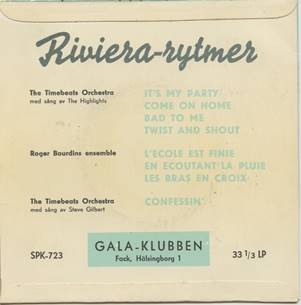 Riviera-rytmer
The Timebeats Orchestra
med sång av The Highlights
IT'S MY PARTY
COME ON HOME
BAD TO ME
TWIST AND SHOUT
Roger Bourdins ensemble
L'ECOLE EST FINIE
EN ECOUTANT LA PLUIE
LES BRAS EN CROIX
The Timebeats Orchestra
med sång av Steve Gilbert
CONFESSIN'
SPK-723
GALA-KLUBBEN
Fack, Hälsingborg 1
33 1/3 LP